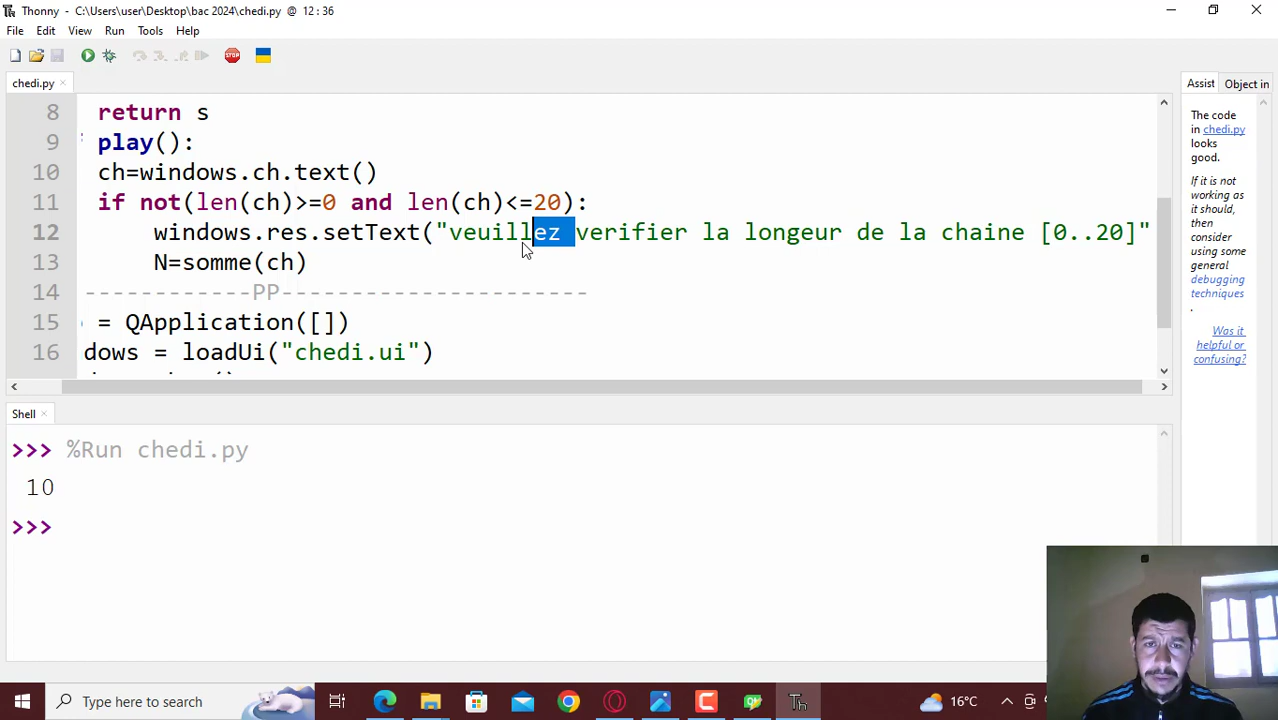 Thonny - C:\Users\user\Desktop\bac 2024\chedi.py @ 12 : 36
File Edit View Run Tools Help
STOP
chedi.py ×
Assist Object in
8 return s
9 play():
10 ch=windows.ch.text()
11 if not(len(ch)>=0 and len(ch)<=20):
12 windows.res.setText("veuillez verifier la longeur de la chaine [0..20]"
13 N=somme(ch)
14 ------------PP----------------------
15 = QApplication([])
16 dows = loadUi("chedi.ui")
The code
in chedi.py
looks
good.
If it is not
working as
it should,
then
consider
using some
general
debugging
techniques
.
Was it
helpful or
confusing?
Shell ×
>>> %Run chedi.py
10
>>>
Type here to search
16°C